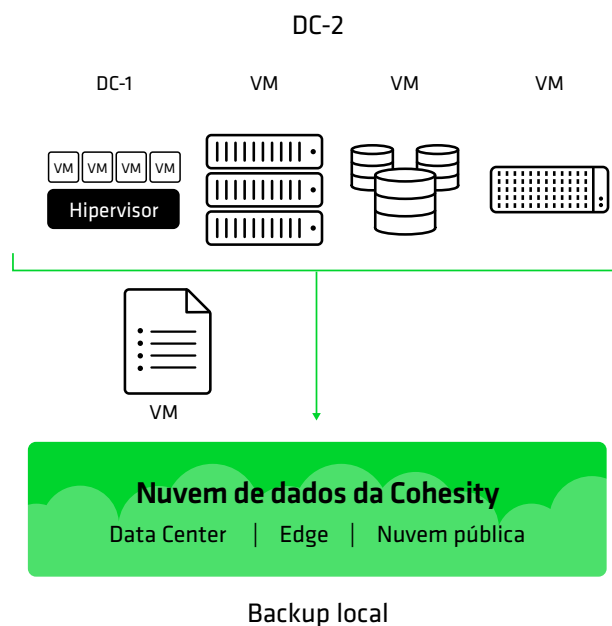 DC-2
DC-1 VM VM VM
VM VM VM VM
Hipervisor
VM
Nuvem de dados da Cohesity
Data Center | Edge | Nuvem pública
Backup local